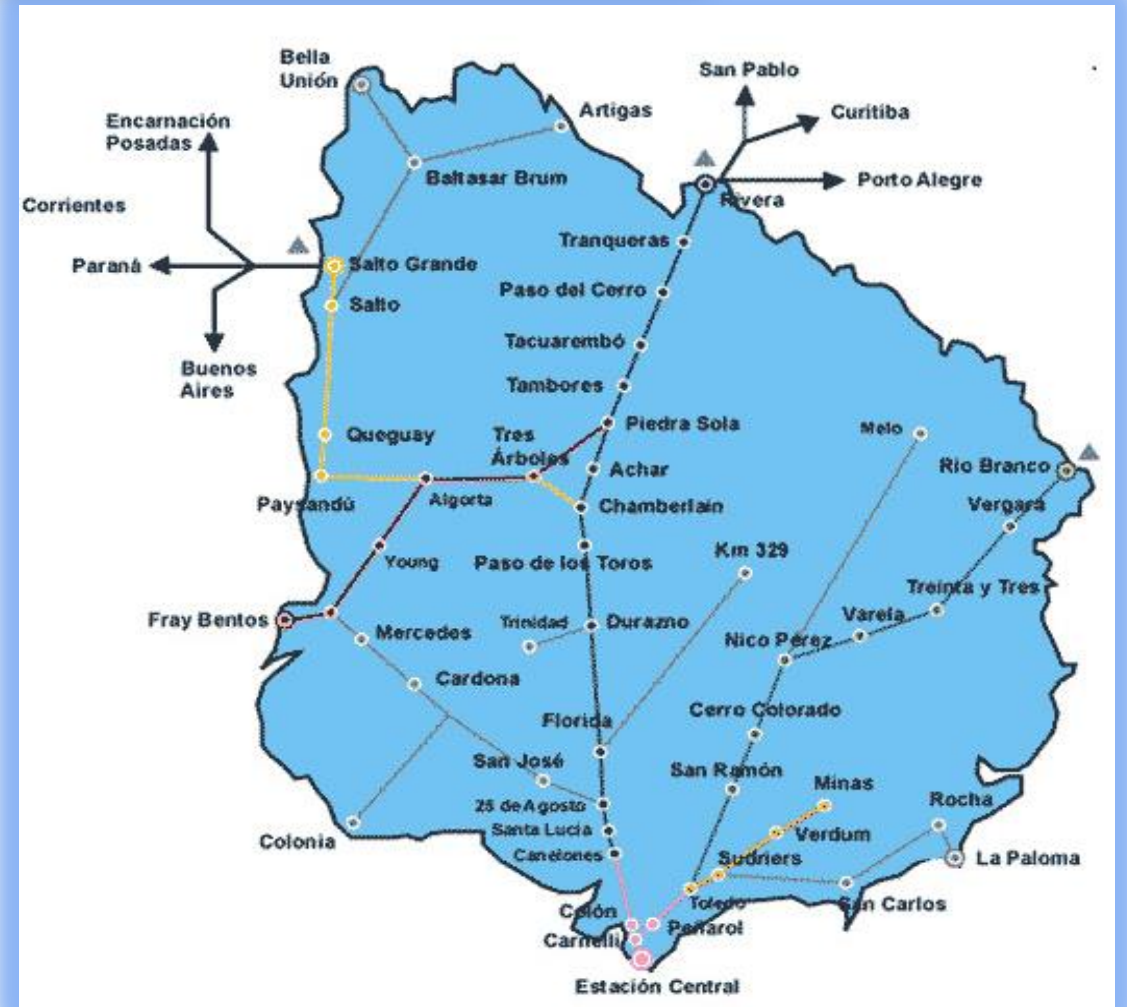 Bella
Unión
San Pablo
Artigas
Curitiba
Encarnación
Posadas
Baltasar Brum
Porto Alegre
Rivera
Corrientes
Tranqueras
Paraná
Salto Grande
Paso del Cerro
Salto
Tacuarembó
Buenos
Aires
Tambores
Piedra Sola
Melo
Queguay
Tres
Árboles
Achar
Rio Branco
Paysandú
Algorta
Chamberlain
Vergara
Km 329
Young
Paso de los Toros
Treinta y Tres
Fray Bentos
Mercedes
Trinidad
Durazno
Varela
Nico Perez
Cardona
Cerro Colorado
Florida
San José
San Ramón
Minas
25 de Agosto
Rocha
Santa Lucia
Verdum
Colonia
Canelones
Sudriers
La Paloma
Toledo
San Carlos
Colón
Peñarol
Carnelli
Estación Central